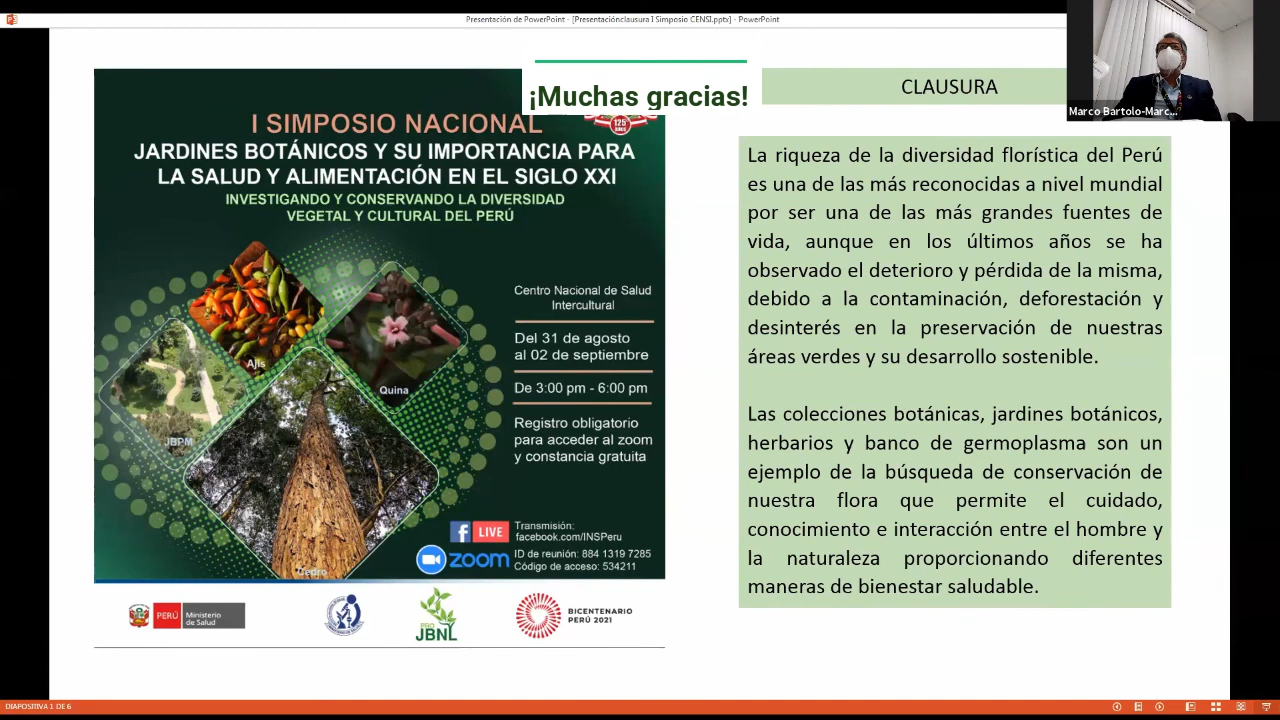 Presentación de PowerPoint - [Presentaciónclausura I Simposio CENSI.pptx] - PowerPoint
¡Muchas gracias!
I SIMPOSIO NACIONAL
125
JARDINES BOTÁNICOS Y SU IMPORTANCIA PARA
LA SALUD Y ALIMENTACIÓN EN EL SIGLO XXI
INVESTIGANDO Y CONSERVANDO LA DIVERSIDAD
VEGETAL Y CULTURAL DEL PERÚ
Ajís
Quina
JBPM
Cedro
Centro Nacional de Salud
Intercultural
Del 31 de agosto
al 02 de septiembre
De 3:00 pm - 6:00 pm
Registro obligatorio
para acceder al zoom
y constancia gratuita
LIVE
Transmisión:
facebook.com/INSPeru
zoom
ID de reunión: 884 1319 7285
Código de acceso: 534211
PERÚ
Ministerio
de Salud
PRO
JBNL
BICENTENARIO
PERÚ 2021
CLAUSURA
La riqueza de la diversidad florística del Perú
es una de las más reconocidas a nivel mundial
por ser una de las más grandes fuentes de
vida, aunque en los últimos años se ha
observado el deterioro y pérdida de la misma,
debido a la contaminación, deforestación y
desinterés en la preservación de nuestras
áreas verdes y su desarrollo sostenible.
Las colecciones botánicas, jardines botánicos,
herbarios y banco de germoplasma son un
ejemplo de la búsqueda de conservación de
nuestra flora que permite el cuidado,
conocimiento e interacción entre el hombre y
la naturaleza proporcionando diferentes
maneras de bienestar saludable.
Marco Bartolo-Marc...
DIAPOSITIVA 1 DE 6